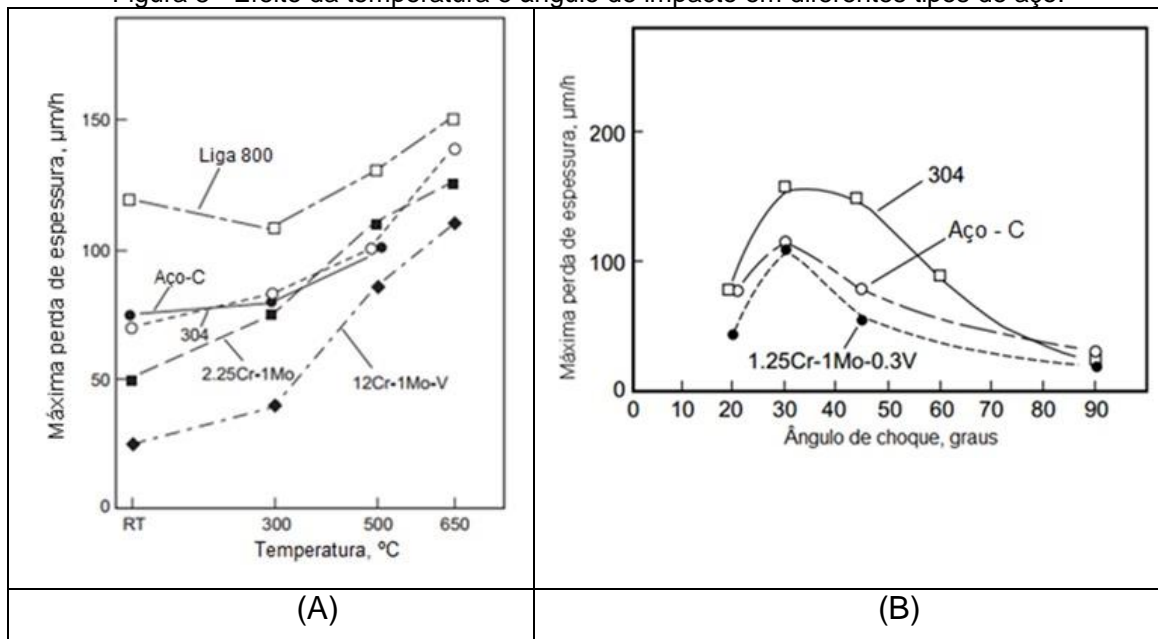 Figura - Efeito da temperatura e ângulo de impacto em diferentes tipos de aço.
Máxima perda de espessura, µm/h
150
100
50
0
Liga 800
Aço-C
304
2.25Cr-1Mo
12Cr-1Mo-V
RT 300 500 650
Temperatura, ºC
(A)
Máxima perda de espessura, µm/h
200
100
0
304
Aço - C
1.25Cr-1Mo-0.3V
0 10 20 30 40 50 60 70 80 90
Ângulo de choque, graus
(B)